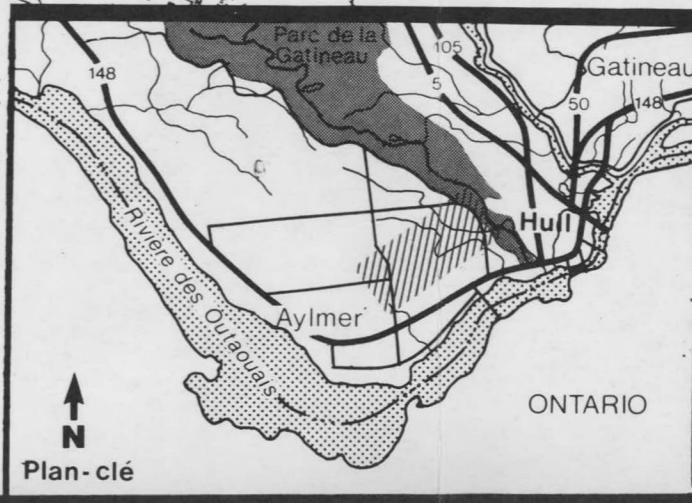 Parc de la
Gatineau
105
148
5
Gatineau
50
148
Hull
Rivière des Outaouais
Aylmer
ONTARIO
N
Plan-clé